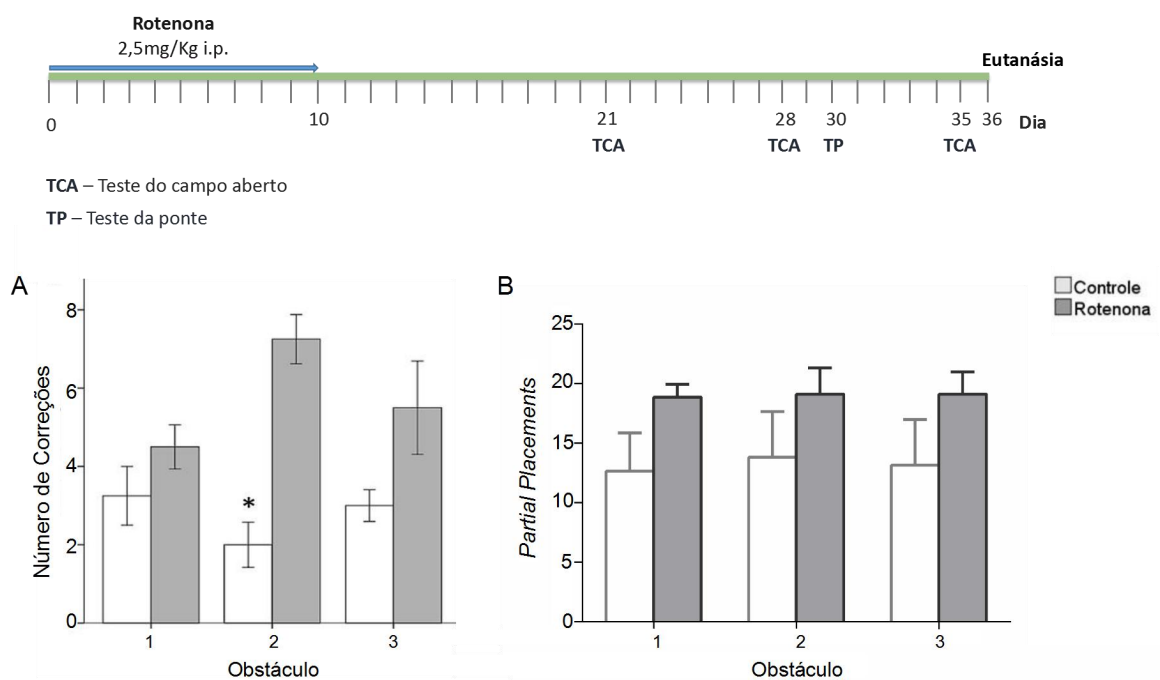 Rotenona
2,5mg/Kg i.p.
Eutanásia
0 10 21 28 30 35 36 Dia
TCA TCA TP TCA
TCA – Teste do campo aberto
TP – Teste da ponte
A
Número de Correções
8
6
4
2
0
1 2 3
Obstáculo
B
Partial Placements
25
20
15
10
5
0
1 2 3
Obstáculo
Controle
Rotenona
*